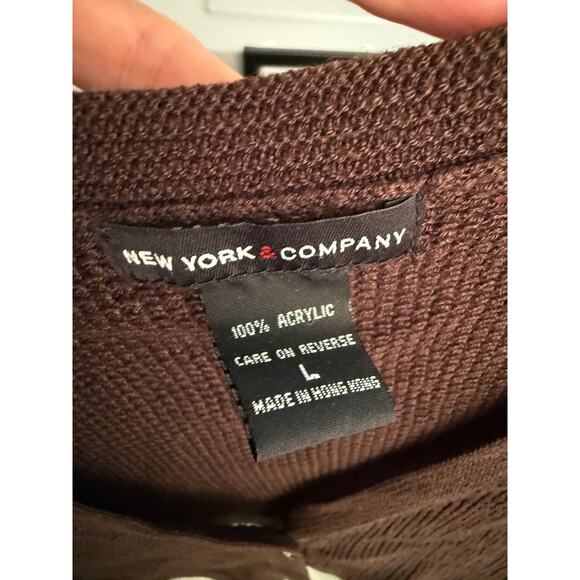 NEW YORK & COMPANY
100% ACRYLIC
CARE ON REVERSE
L
MADE IN HONG KONG